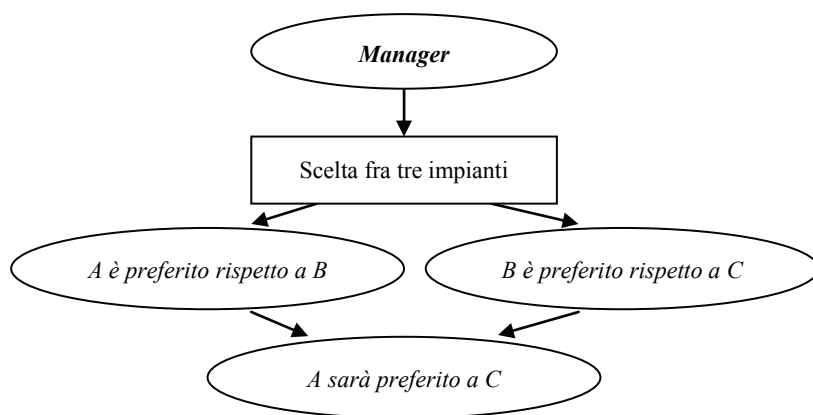 Manager
Scelta fra tre impianti
A è preferito rispetto a B
B è preferito rispetto a C
A sarà preferito a C